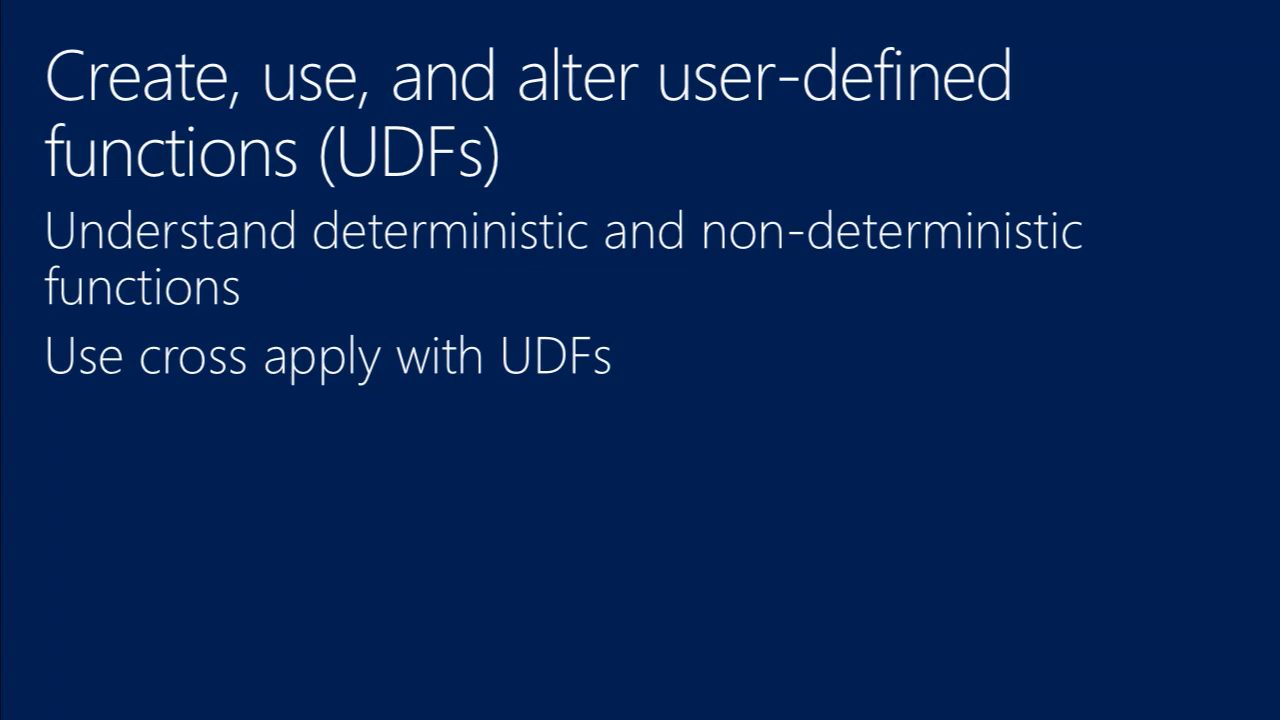 Create, use, and alter user-defined
functions (UDFs)
Understand deterministic and non-deterministic
functions
Use cross apply with UDFs